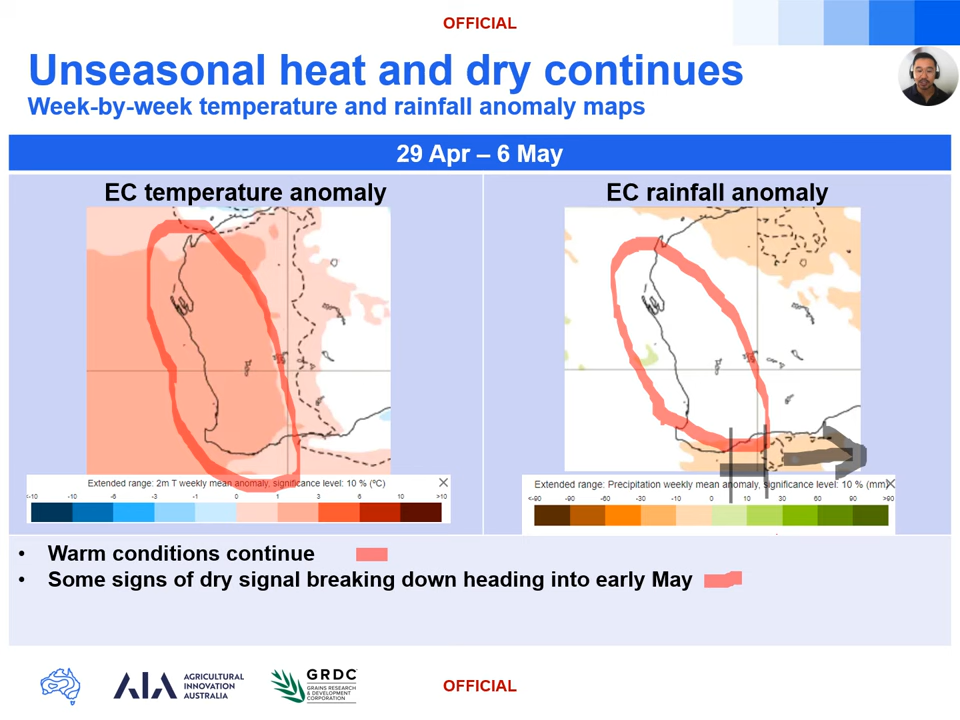 OFFICIAL
Unseasonal heat and dry continues
Week-by-week temperature and rainfall anomaly maps
29 Apr – 6 May
EC temperature anomaly
EC rainfall anomaly
Extended range: 2m T weekly mean anomaly, significance level: 10 % (ºC)
<-10 -10 -6 -3 -1 0 1 3 6 10 >10
Extended range: Precipitation weekly mean anomaly, significance level: 10 % (mm)
<-90 -90 -60 -30 -10 0 10 30 60 90 >90
• Warm conditions continue
• Some signs of dry signal breaking down heading into early May
AIA AGRICULTURAL
INNOVATION
AUSTRALIA
GRDC
GRAINS RESEARCH
& DEVELOPMENT
CORPORATION
OFFICIAL